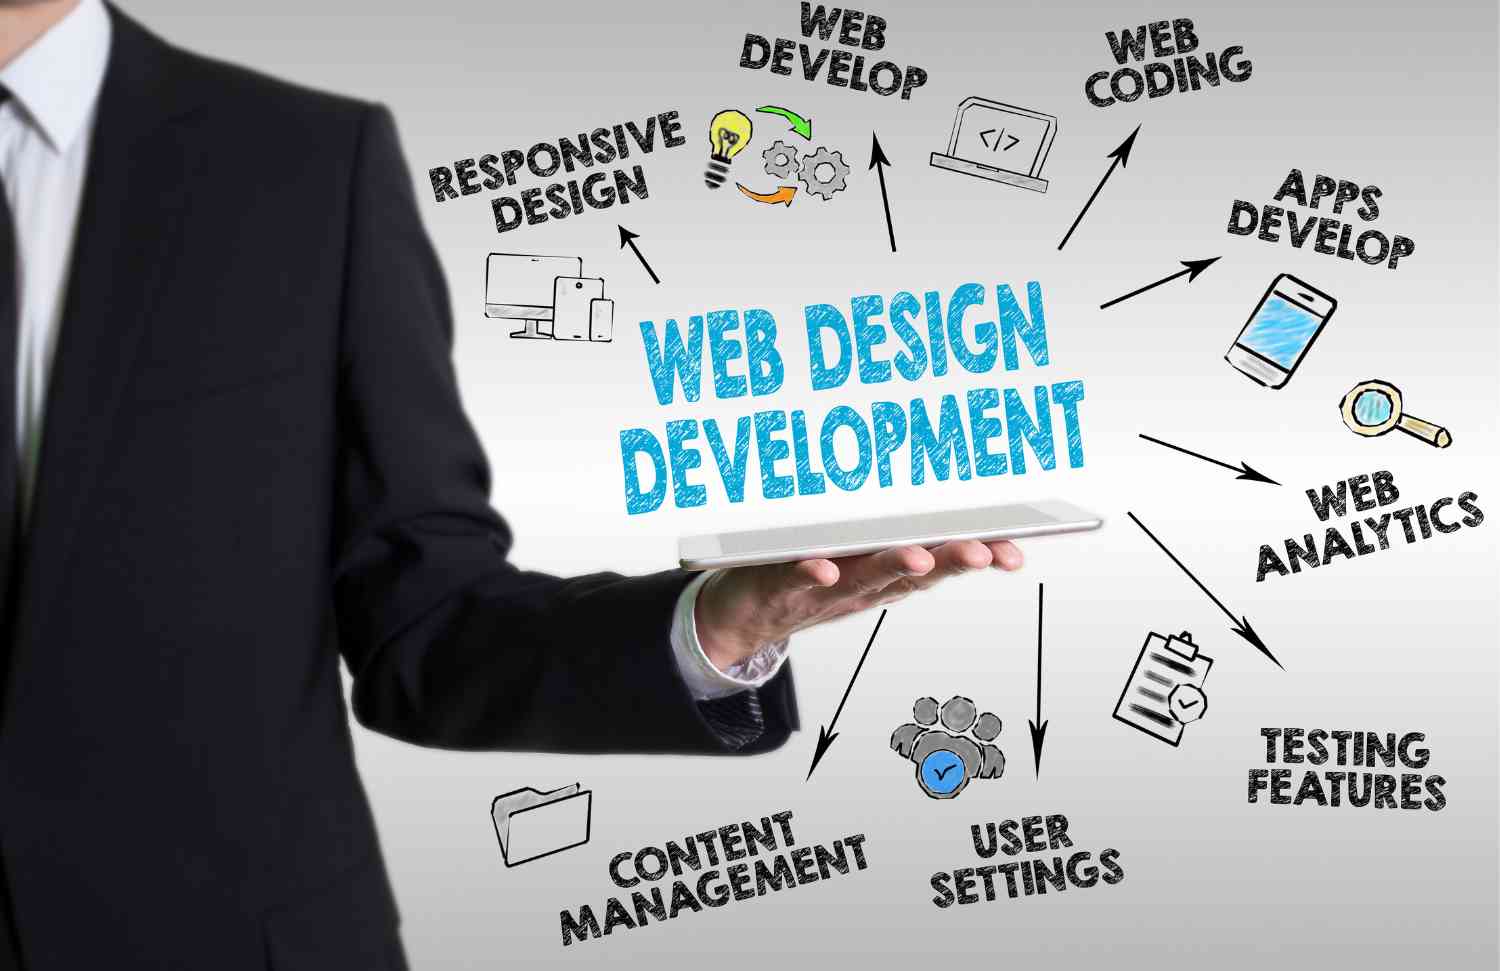 WEB
DEVELOP
WEB
CODING
RESPONSIVE
DESIGN
</>
APPS
DEVELOP
WEB DESIGN
DEVELOPMENT
WEB
ANALYTICS
TESTING
FEATURES
CONTENT
MANAGEMENT
USER
SETTINGS